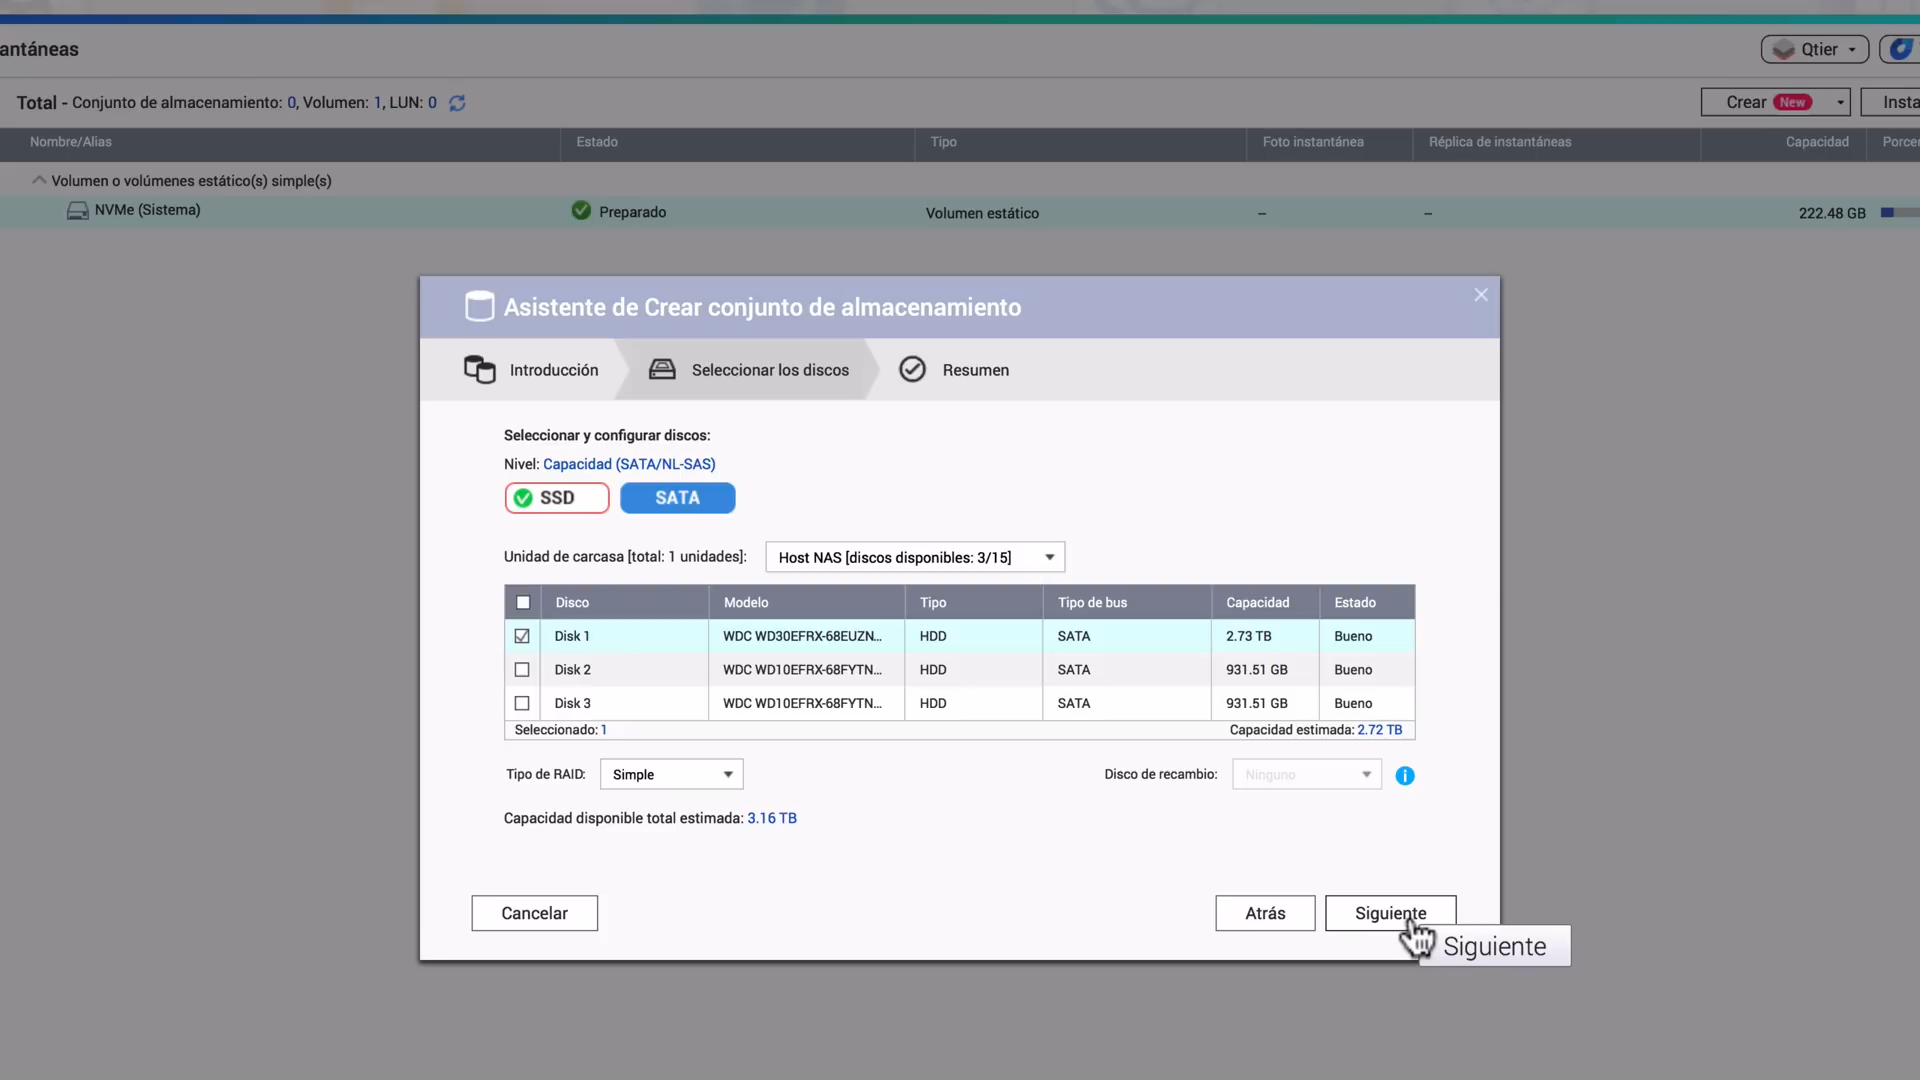 antáneas
Qtier
Total - Conjunto de almacenamiento: 0, Volumen: 1, LUN: 0
Crear New
Insta
Nombre/Alias Estado Tipo Foto instantánea Réplica de instantáneas Capacidad Porcen
Volumen o volúmenes estático(s) simple(s)
NVMe (Sistema) Preparado Volumen estático -- -- 222.48 GB
Asistente de Crear conjunto de almacenamiento
Introducción Seleccionar los discos Resumen
Seleccionar y configurar discos:
Nivel: Capacidad (SATA/NL-SAS)
SSD SATA
Unidad de carcasa [total: 1 unidades]: Host NAS [discos disponibles: 3/15]
Disco Modelo Tipo Tipo de bus Capacidad Estado
Disk 1 WDC WD30EFRX-68EUZN... HDD SATA 2.73 TB Bueno
Disk 2 WDC WD10EFRX-68FYTN... HDD SATA 931.51 GB Bueno
Disk 3 WDC WD10EFRX-68FYTN... HDD SATA 931.51 GB Bueno
Seleccionado: 1 Capacidad estimada: 2.72 TB
Tipo de RAID: Simple Disco de recambio: Ninguno
Capacidad disponible total estimada: 3.16 TB
Cancelar Atrás Siguiente
Siguiente